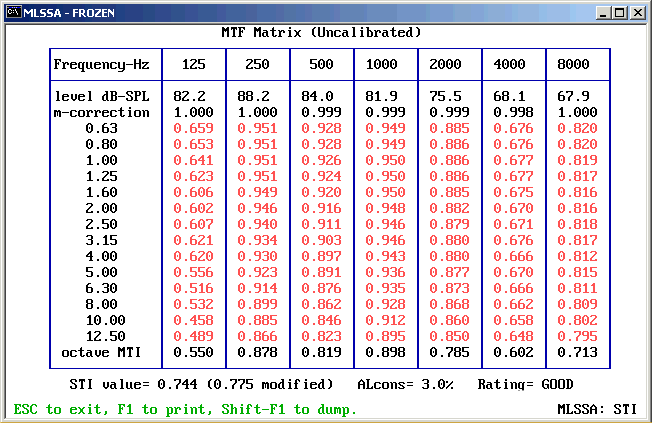 MLSSA - FROZEN
MTF Matrix (Uncalibrated)
Frequency-Hz 125 250 500 1000 2000 4000 8000
level dB-SPL 82.2 88.2 84.0 81.9 75.5 68.1 67.9
m-correction 1.000 1.000 0.999 0.999 0.999 0.998 1.000
0.63 0.659 0.951 0.928 0.949 0.885 0.676 0.820
0.80 0.653 0.951 0.928 0.949 0.886 0.676 0.820
1.00 0.641 0.951 0.926 0.950 0.886 0.677 0.819
1.25 0.623 0.951 0.924 0.950 0.886 0.677 0.817
1.60 0.606 0.949 0.920 0.950 0.885 0.675 0.816
2.00 0.602 0.946 0.916 0.948 0.882 0.670 0.816
2.50 0.607 0.940 0.911 0.946 0.879 0.671 0.818
3.15 0.621 0.934 0.903 0.946 0.880 0.676 0.817
4.00 0.620 0.930 0.897 0.943 0.880 0.666 0.812
5.00 0.556 0.923 0.891 0.936 0.877 0.670 0.815
6.30 0.516 0.914 0.876 0.935 0.873 0.666 0.811
8.00 0.532 0.899 0.862 0.928 0.868 0.662 0.809
10.00 0.458 0.885 0.846 0.912 0.860 0.658 0.802
12.50 0.489 0.866 0.823 0.895 0.850 0.648 0.795
octave MTI 0.550 0.878 0.819 0.898 0.785 0.602 0.713
STI value= 0.744 (0.775 modified) ALcons= 3.0% Rating= GOOD
ESC to exit, F1 to print, Shift-F1 to dump. MLSSA: STI